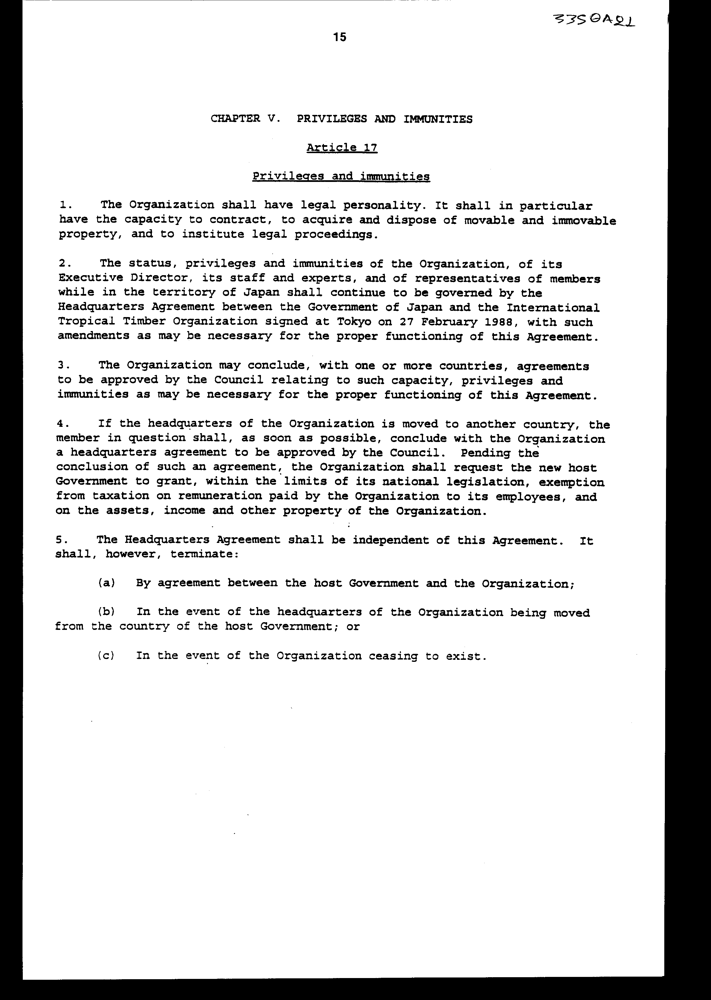 15
CHAPTER V. PRIVILEGES AND IMMUNITIES
Article 17
Privileges and immunities
1. The Organization shall have legal personality. It shall in particular
have the capacity to contract, to acquire and dispose of movable and immovable
property, and to institute legal proceedings.
2. The status, privileges and immunities of the Organization, of its
Executive Director, its staff and experts, and of representatives of members
while in the territory of Japan shall continue to be governed by the
Headquarters Agreement between the Government of Japan and the International
Tropical Timber Organization signed at Tokyo on 27 February 1988, with such
amendments as may be necessary for the proper functioning of this Agreement.
3. The Organization may conclude, with one or more countries, agreements
to be approved by the Council relating to such capacity, privileges and
immunities as may be necessary for the proper functioning of this Agreement.
4. If the headquarters of the Organization is moved to another country, the
member in question shall, as soon as possible, conclude with the Organization
a headquarters agreement to be approved by the Council. Pending the
conclusion of such an agreement, the Organization shall request the new host
Government to grant, within the limits of its national legislation, exemption
from taxation on remuneration paid by the Organization to its employees, and
on the assets, income and other property of the Organization.
5. The Headquarters Agreement shall be independent of this Agreement. It
shall, however, terminate:
(a) By agreement between the host Government and the Organization;
(b) In the event of the headquarters of the Organization being moved
from the country of the host Government; or
(c) In the event of the Organization ceasing to exist.